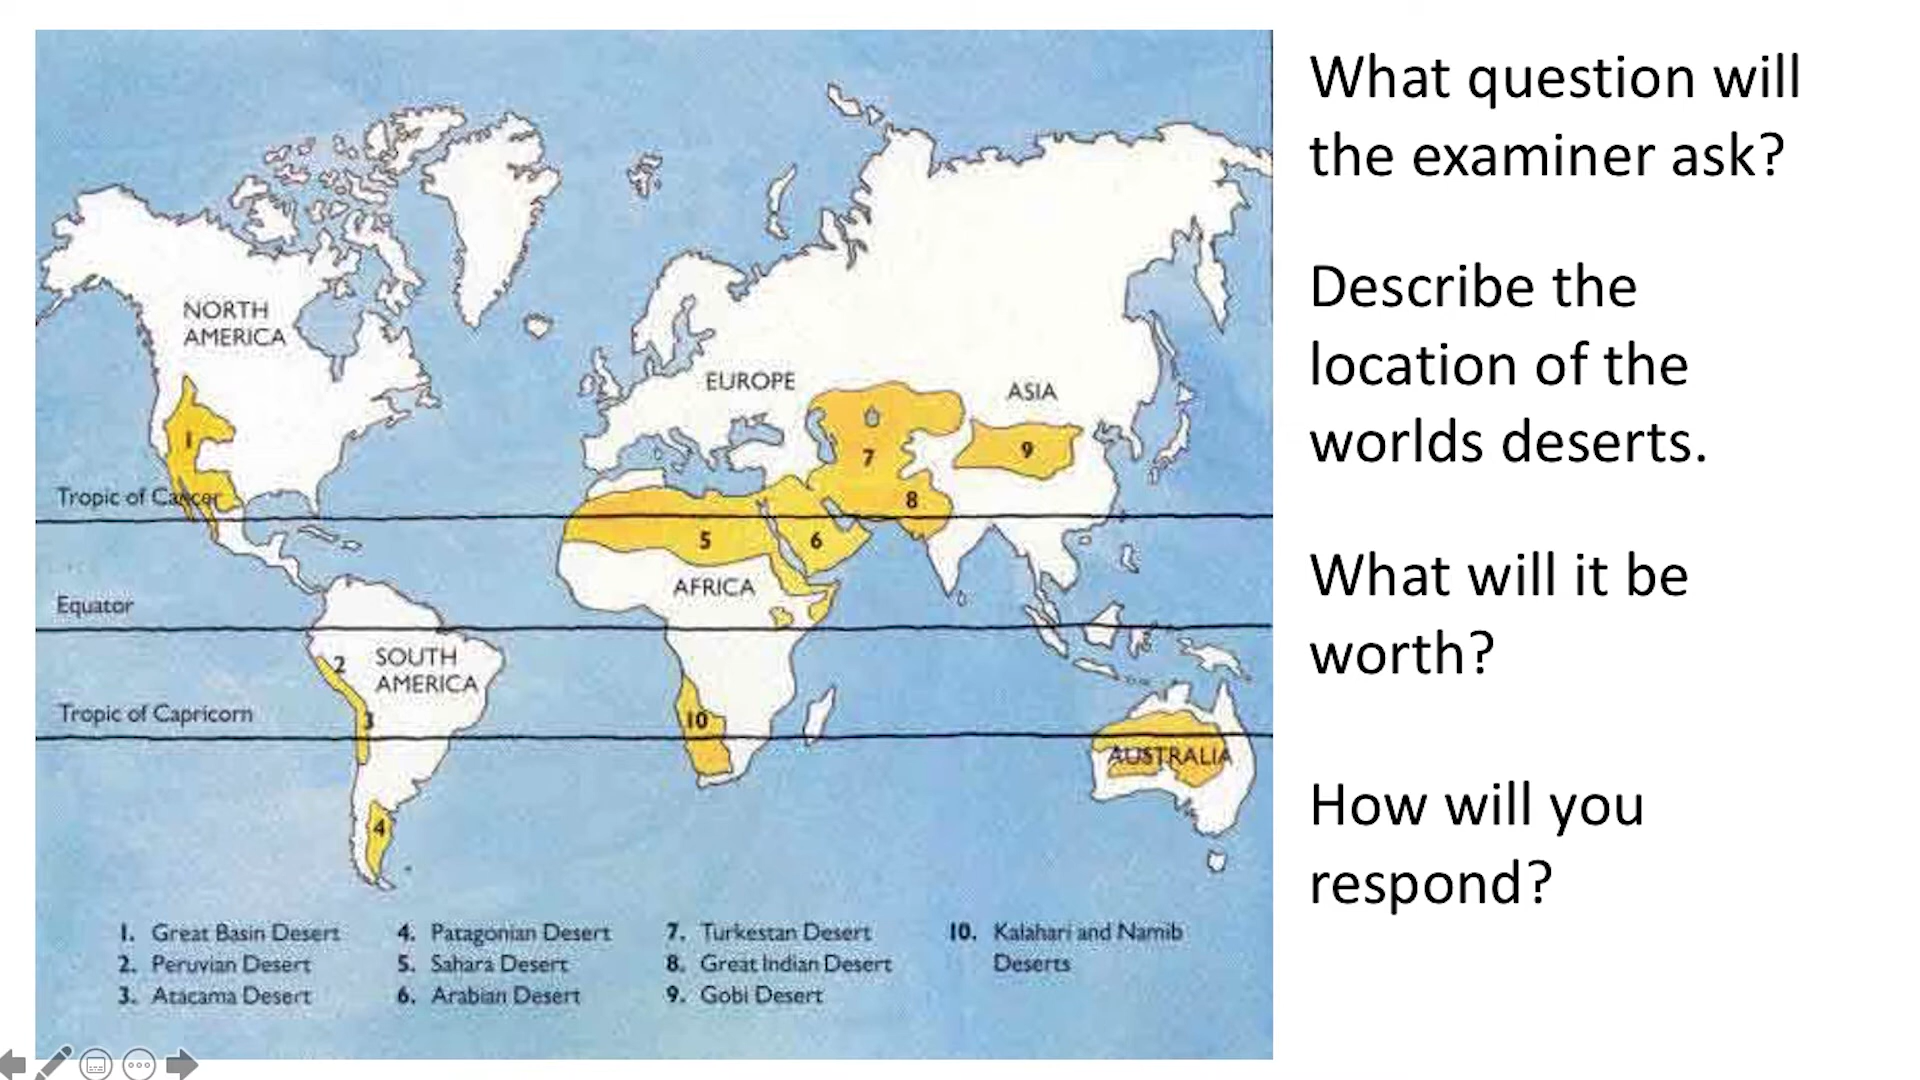 NORTH
AMERICA
EUROPE
ASIA
1
9
7
8
Tropic of Cancer
5
6
AFRICA
Equator
2
SOUTH
AMERICA
3
10
Tropic of Capricorn
AUSTRALIA
4
1. Great Basin Desert
2. Peruvian Desert
3. Atacama Desert
4. Patagonian Desert
5. Sahara Desert
6. Arabian Desert
7. Turkestan Desert
8. Great Indian Desert
9. Gobi Desert
10. Kalahari and Namib
Deserts
What question will
the examiner ask?
Describe the
location of the
worlds deserts.
What will it be
worth?
How will you
respond?